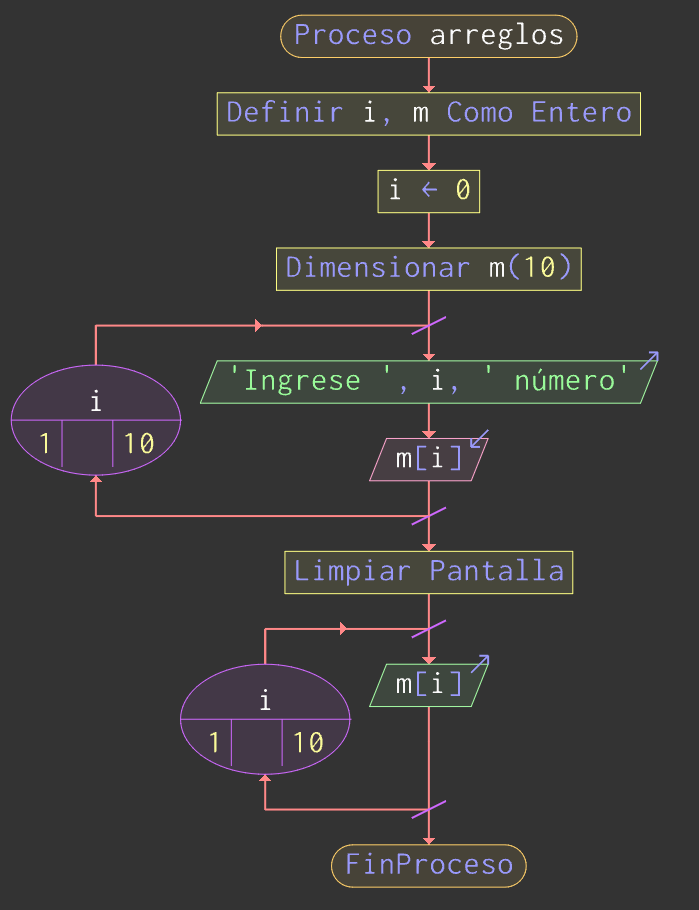 Proceso arreglos
Definir i, m Como Entero
i ← 0
Dimensionar m(10)
'Ingrese ', i, ' número'
i
1 10
m[i]
Limpiar Pantalla
m[i]
i
1 10
FinProceso